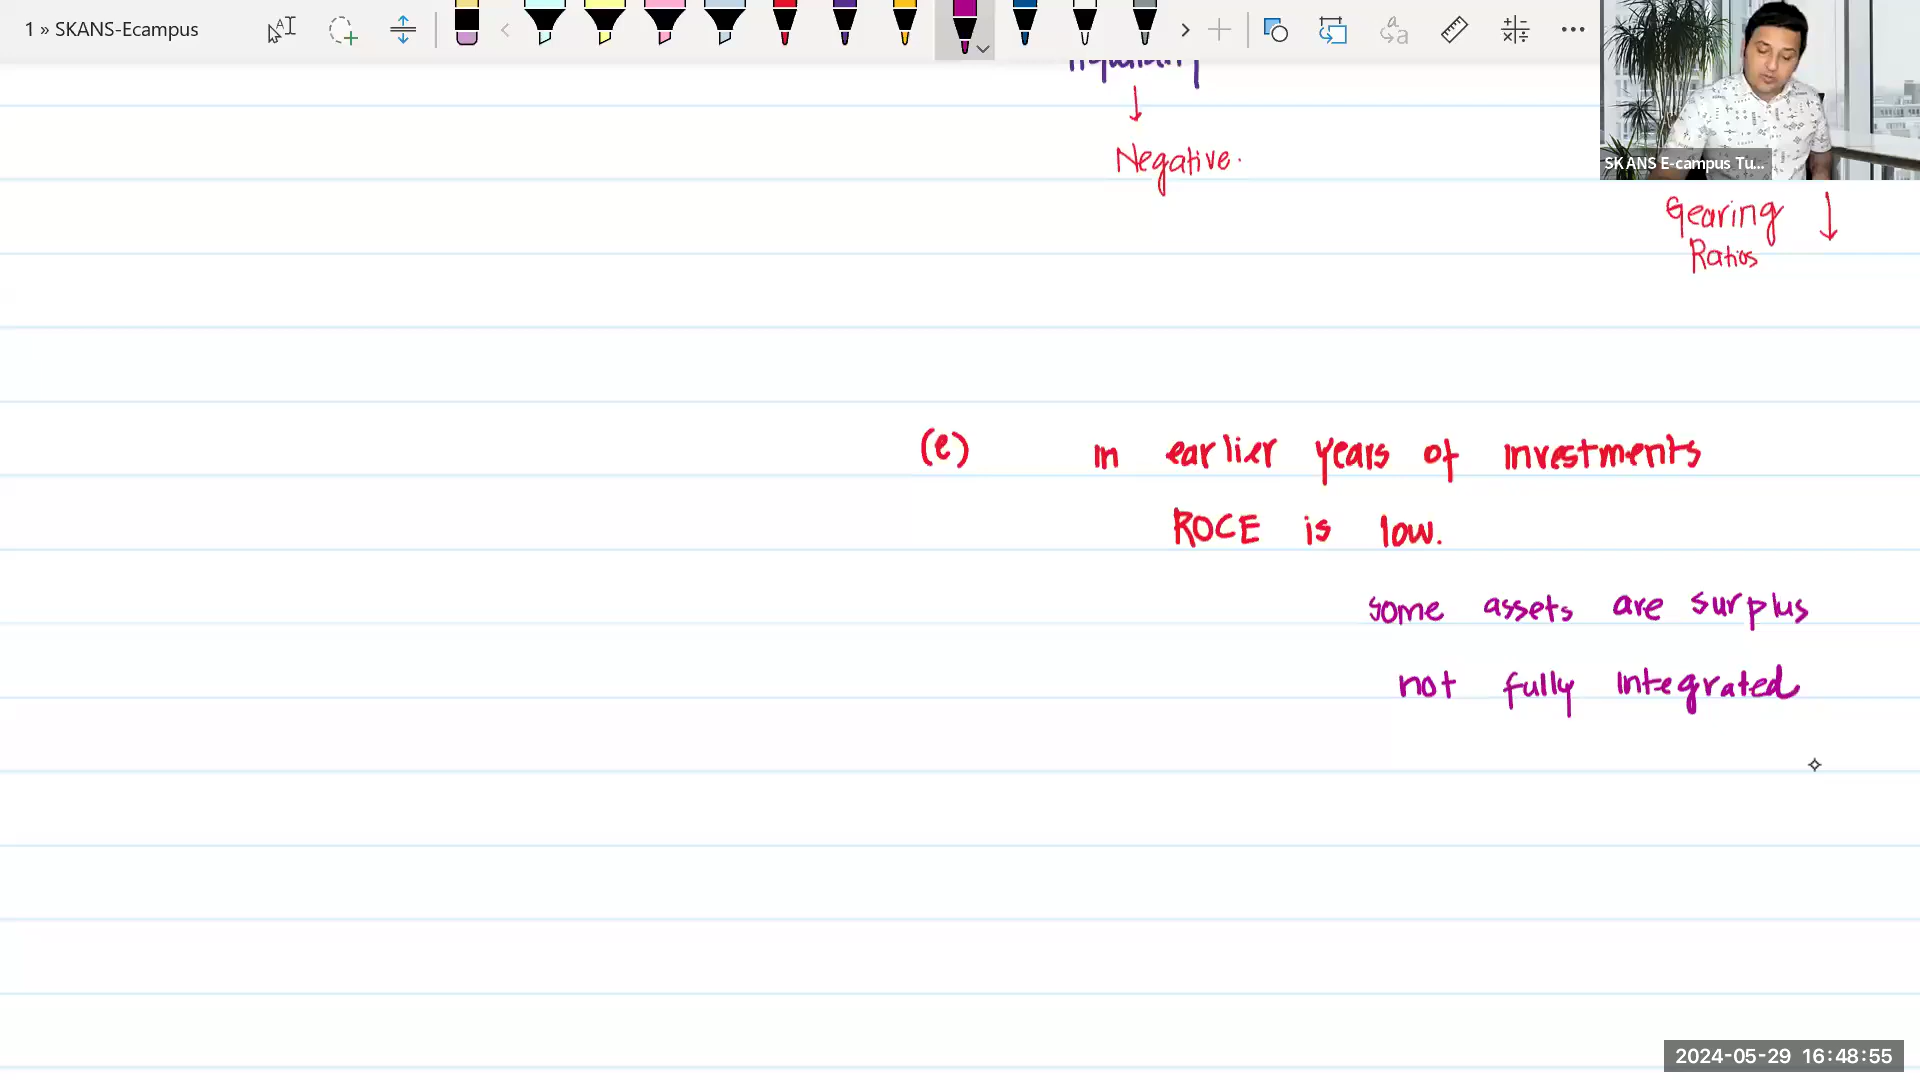 1 » SKANS-Ecampus
SKANS E-campus Tu...
Negative.
Gearing
Ratios
(e) In earlier years of investments
ROCE is low.
some assets are surplus
not fully integrated
2024-05-29 16:48:55